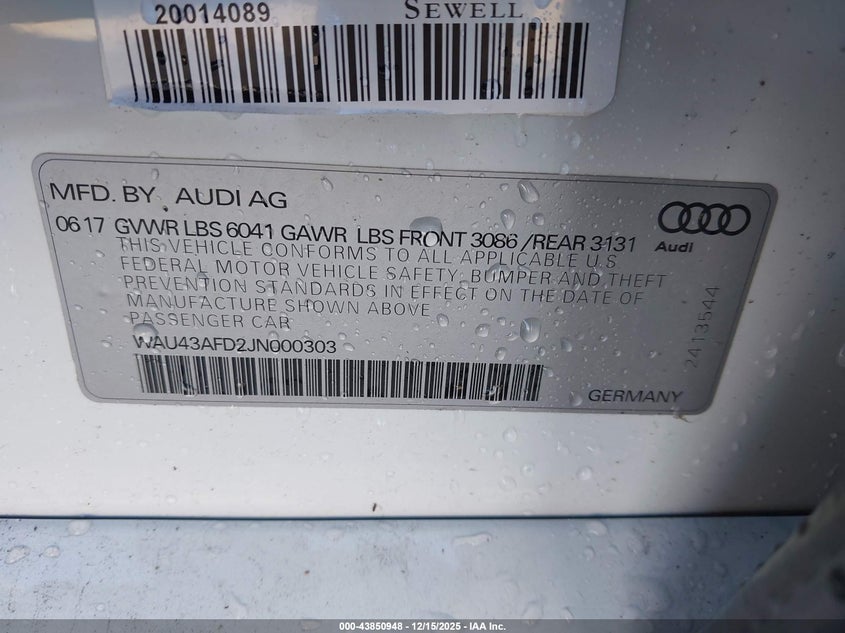 20014089 SEWELL
MFD. BY AUDI AG
06 17 GVWR LBS 6041 GAWR LBS FRONT 3086 /REAR 3131
Audi
THIS VEHICLE CONFORMS TO ALL APPLICABLE U.S.
FEDERAL MOTOR VEHICLE SAFETY, BUMPER AND THEFT
PREVENTION STANDARDS IN EFFECT ON THE DATE OF
MANUFACTURE SHOWN ABOVE
PASSENGER CAR
WAU43AFD2JN000303
2413544
GERMANY
000-43850948 - 12/15/2025 - IAA Inc.